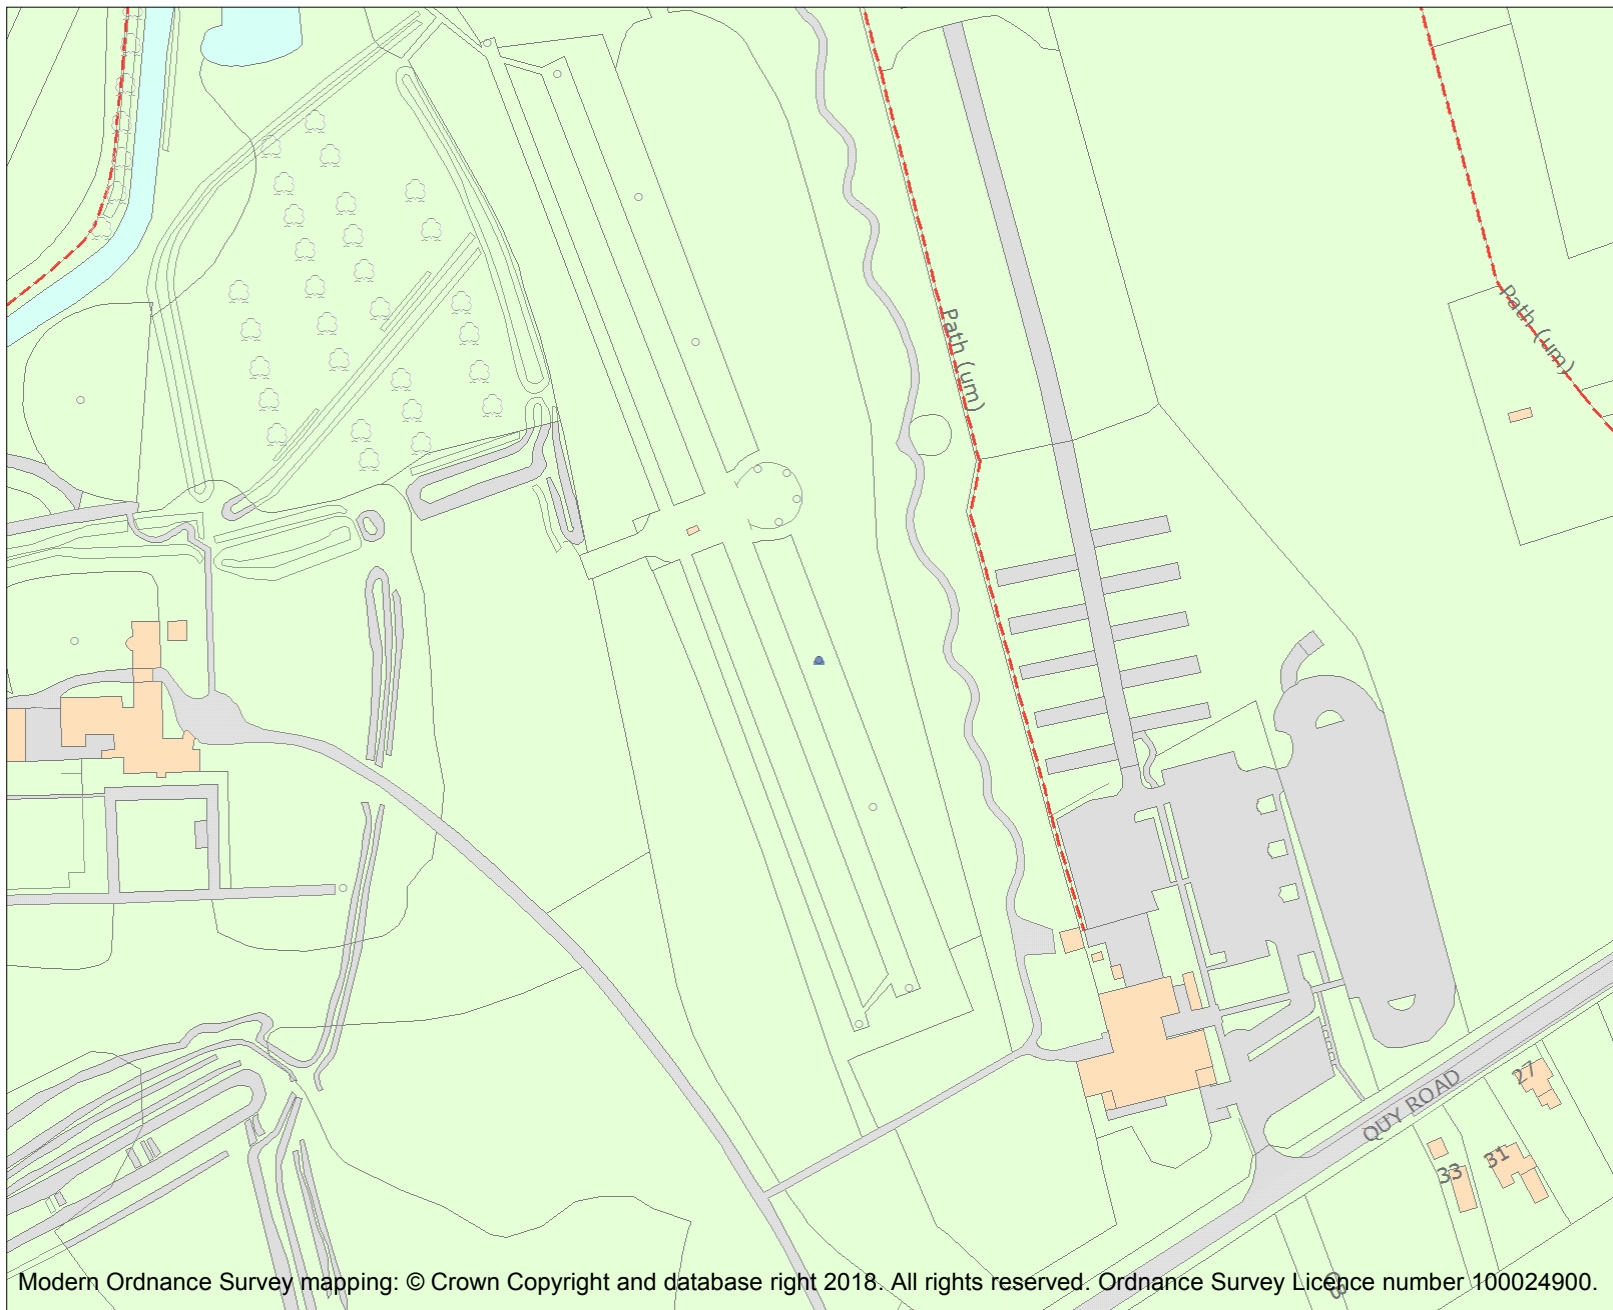 Path (um)
Path (um)
27
QUY ROAD
31
33
Modern Ordnance Survey mapping: © Crown Copyright and database right 2018. All rights reserved. Ordnance Survey Licence number 100024900.